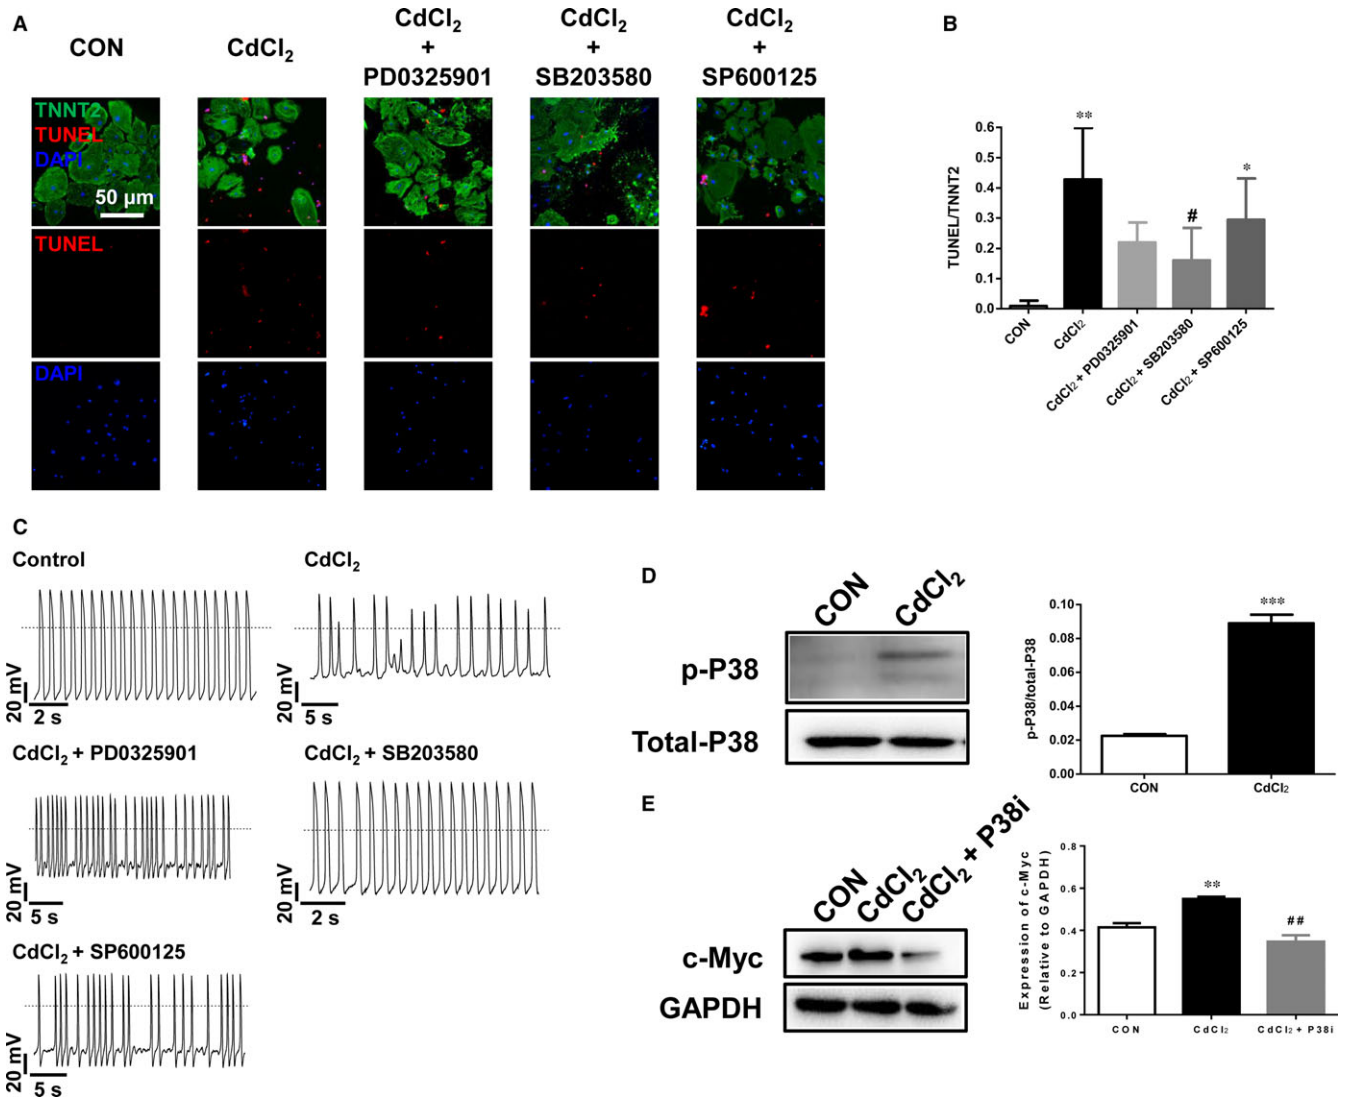 A
CON
CdCl₂
CdCl₂
+
PD0325901
CdCl₂
+
SB203580
CdCl₂
+
SP600125
TNNT2
TUNEL
DAPI
50 µm
TUNEL
DAPI
B
TUNEL/TNNT2
0.6
0.5
0.4
0.3
0.2
0.1
0.0
**
#
*
CON
CdCl₂
CdCl₂ + PD0325901
CdCl₂ + SB203580
CdCl₂ + SP600125
C
Control
20 mV
2 s
CdCl₂
20 mV
5 s
CdCl₂ + PD0325901
20 mV
5 s
CdCl₂ + SB203580
20 mV
2 s
CdCl₂ + SP600125
20 mV
5 s
D
CON
CdCl₂
p-P38
Total-P38
p-P38/total-P38
0.10
0.08
0.06
0.04
0.02
0.00
***
CON
CdCl₂
E
CON
CdCl₂
CdCl₂ + P38i
c-Myc
GAPDH
Expression of c-Myc
(Relative to GAPDH)
0.8
0.6
0.4
0.2
0.0
**
##
CON
CdCl₂
CdCl₂ + P38i